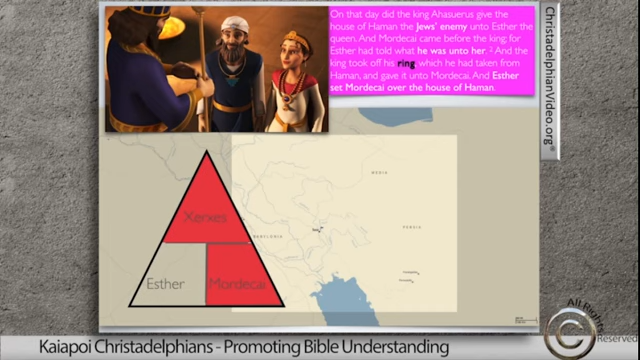 On that day did the king Ahasuerus give the
house of Haman the Jews' enemy unto Esther the
queen. And Mordecai came before the king; for
Esther had told what he was unto her. 2 And the
king took off his ring, which he had taken from
Haman, and gave it unto Mordecai. And Esther
set Mordecai over the house of Haman.
ChristadelphianVideo.org®
MEDIA
Xerxes
BABYLONIA
PERSIA
Esther
Mordecai
All Rights
Reserved
Kaiapoi Christadelphians - Promoting Bible Understanding